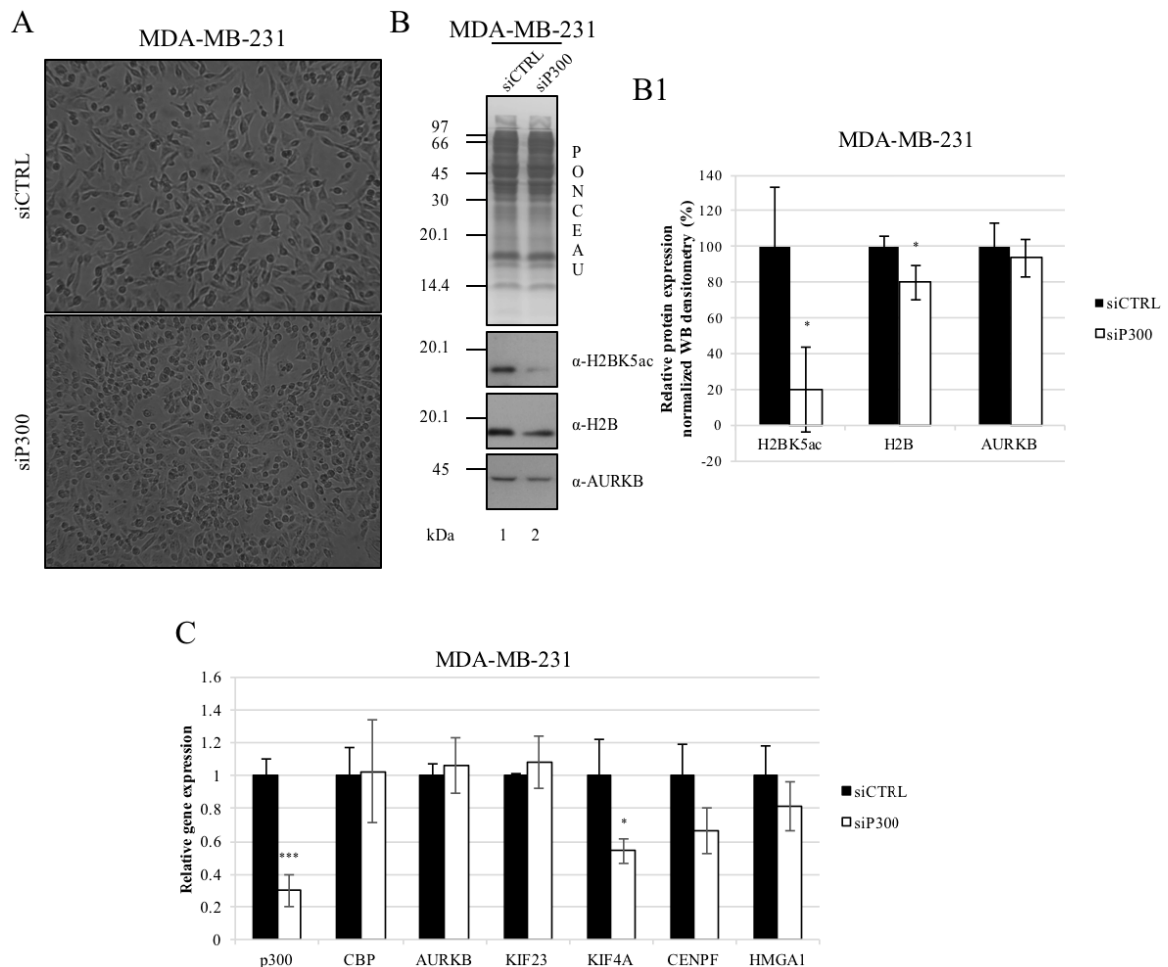 A
MDA-MB-231
siCTRL
siP300
B
MDA-MB-231
siCTRL
siP300
97
66
45
30
20.1
14.4
PONCEAU
20.1
α-H2BK5ac
20.1
α-H2B
45
α-AURKB
kDa 1 2
B1
MDA-MB-231
Relative protein expression
normalized WB densitometry (%)
140
120
100
80
60
40
20
0
-20
*
*
H2BK5ac H2B AURKB
siCTRL
siP300
C
MDA-MB-231
Relative gene expression
1.6
1.4
1.2
1
0.8
0.6
0.4
0.2
0
***
*
p300 CBP AURKB KIF23 KIF4A CENPF HMGA1
siCTRL
siP300